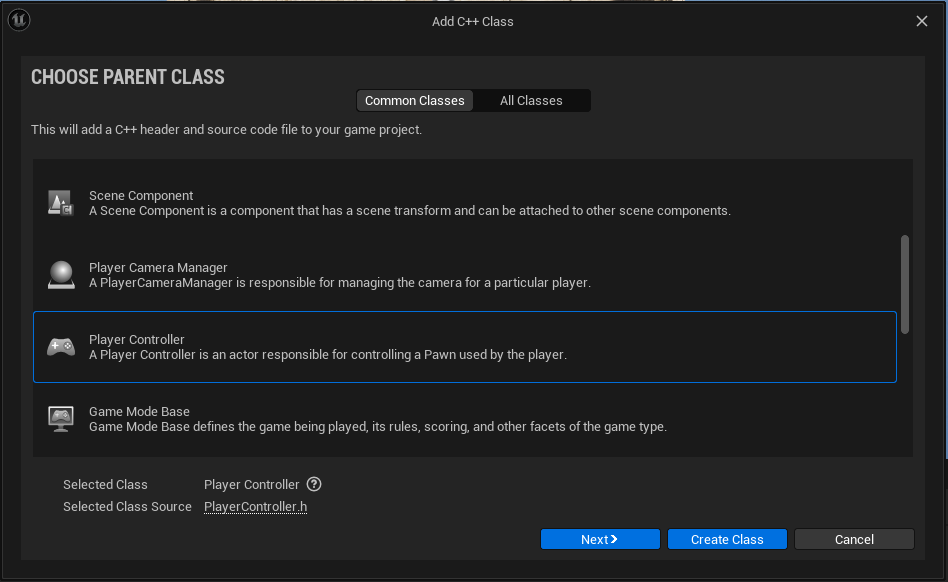 Add C++ Class
CHOOSE PARENT CLASS
Common Classes
All Classes
This will add a C++ header and source code file to your game project.
Scene Component
A Scene Component is a component that has a scene transform and can be attached to other scene components.
Player Camera Manager
A PlayerCameraManager is responsible for managing the camera for a particular player.
Player Controller
A Player Controller is an actor responsible for controlling a Pawn used by the player.
Game Mode Base
Game Mode Base defines the game being played, its rules, scoring, and other facets of the game type.
Selected Class Player Controller ?
Selected Class Source PlayerController.h
Next
Create Class
Cancel